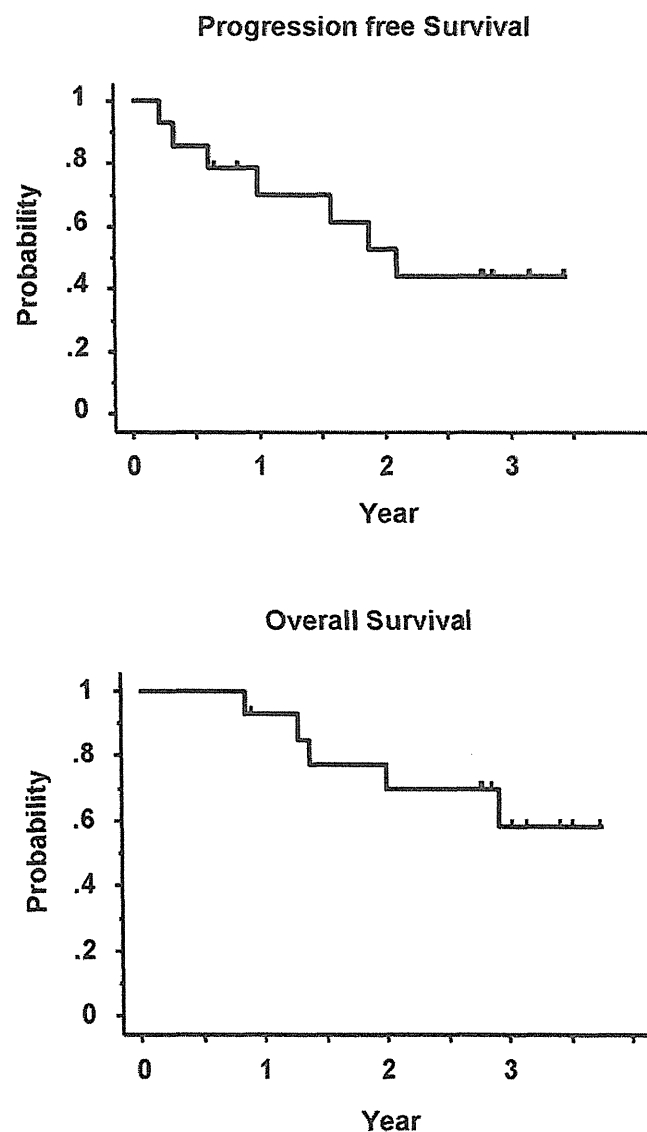 Progression free Survival
1
.8
.6
.4
.2
0
Probability
0 1 2 3
Year
Overall Survival
1
.8
.6
.4
.2
0
Probability
0 1 2 3
Year